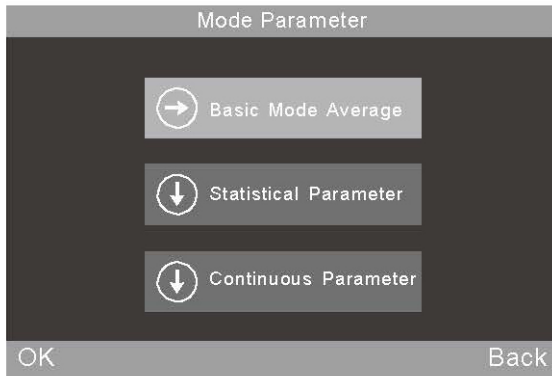 Mode Parameter
Basic Mode Average
Statistical Parameter
Continuous Parameter
OK Back